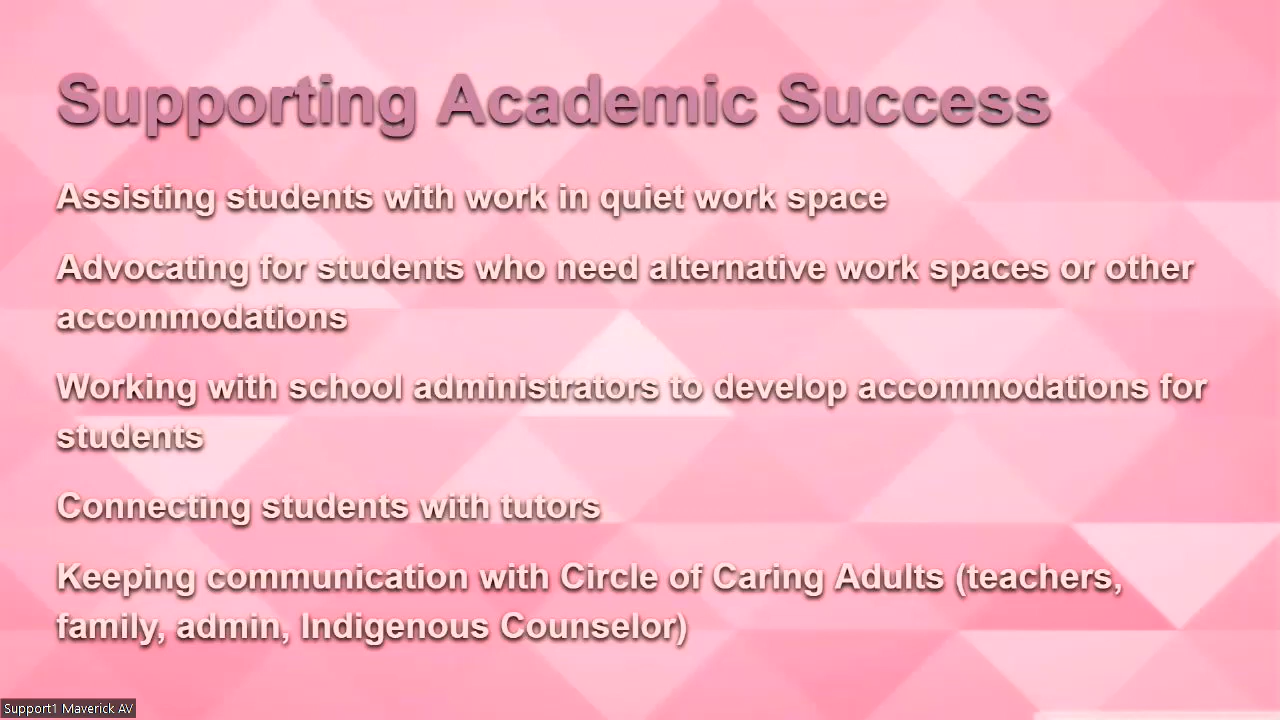 Supporting Academic Success
Assisting students with work in quiet work space
Advocating for students who need alternative work spaces or other
accommodations
Working with school administrators to develop accommodations for
students
Connecting students with tutors
Keeping communication with Circle of Caring Adults (teachers,
family, admin, Indigenous Counselor)
Support1 Maverick AV